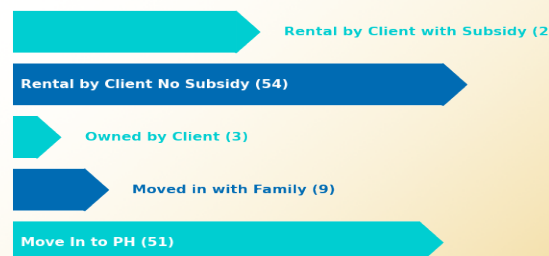 Rental by Client with Subsidy (2
Rental by Client No Subsidy (54)
Owned by Client (3)
Moved in with Family (9)
Move In to PH (51)